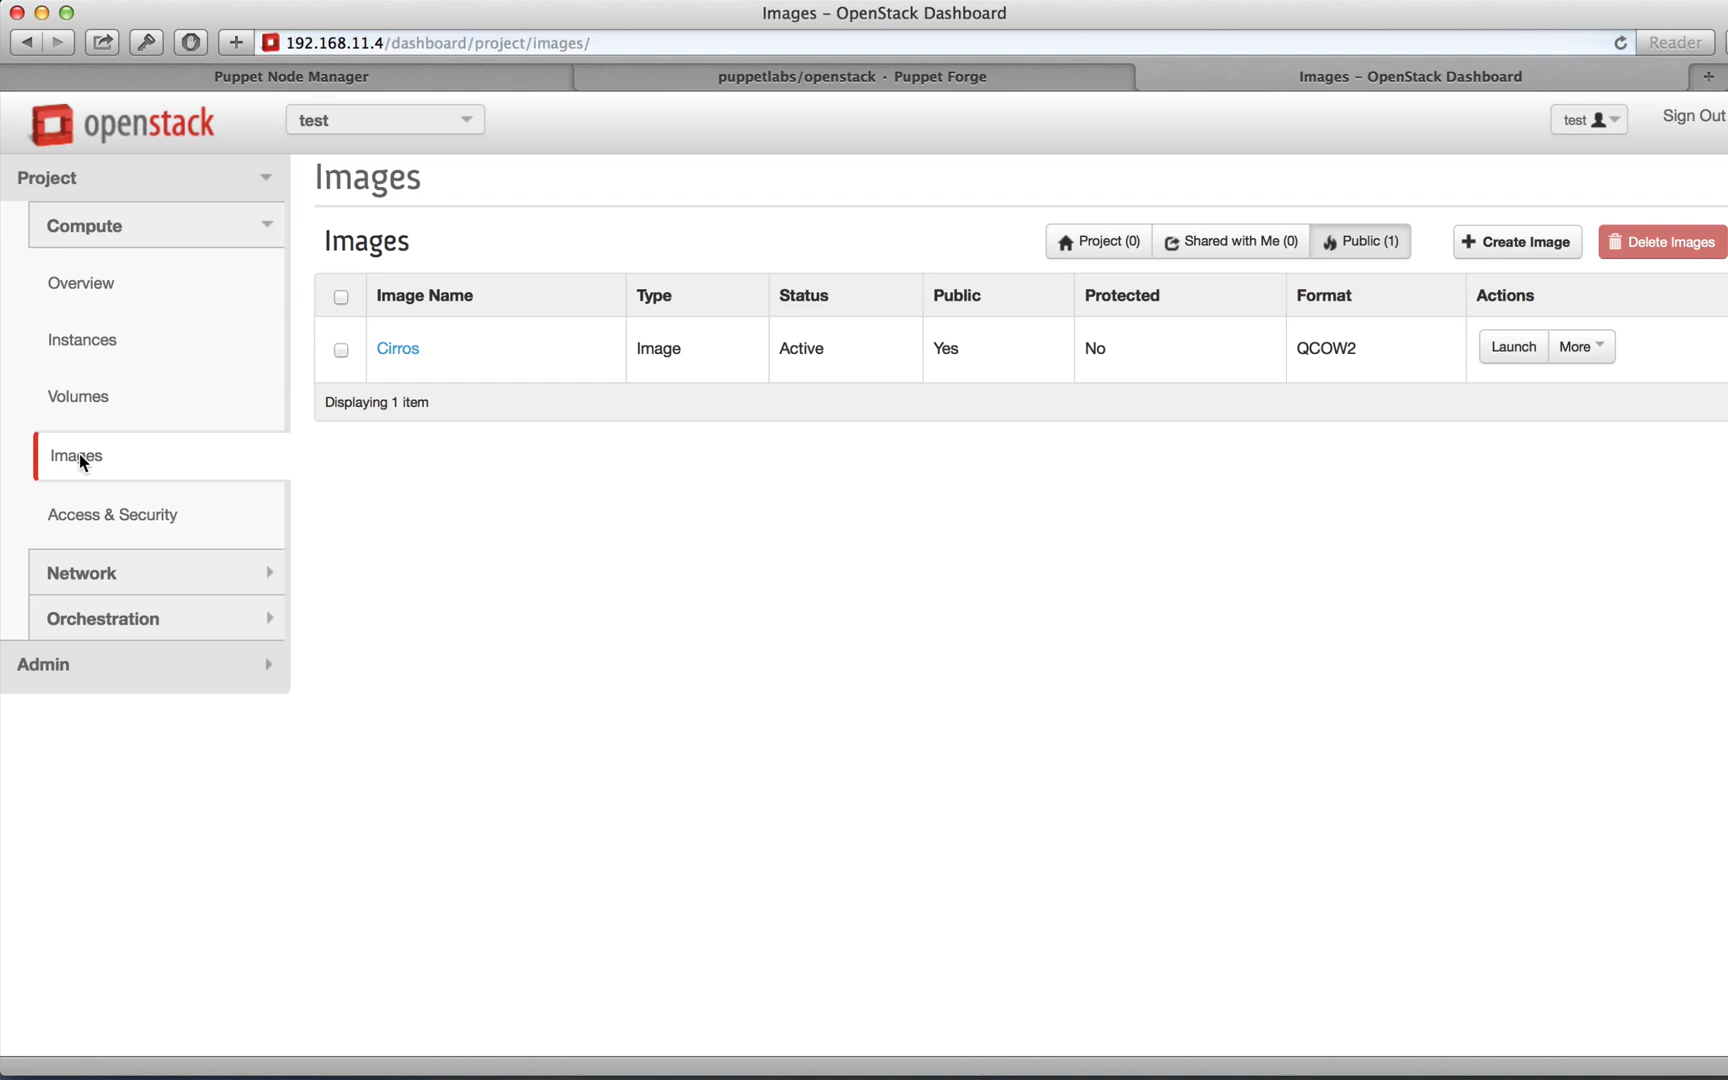 Images – OpenStack Dashboard
192.168.11.4/dashboard/project/images/
Reader
Puppet Node Manager
puppetlabs/openstack · Puppet Forge
Images – OpenStack Dashboard
openstack
test
test
Sign Out
Project
Compute
Overview
Instances
Volumes
Images
Access & Security
Network
Orchestration
Admin
Images
Images
Project (0)
Shared with Me (0)
Public (1)
Create Image
Delete Images
Image Name Type Status Public Protected Format Actions
Cirros Image Active Yes No QCOW2 Launch More
Displaying 1 item